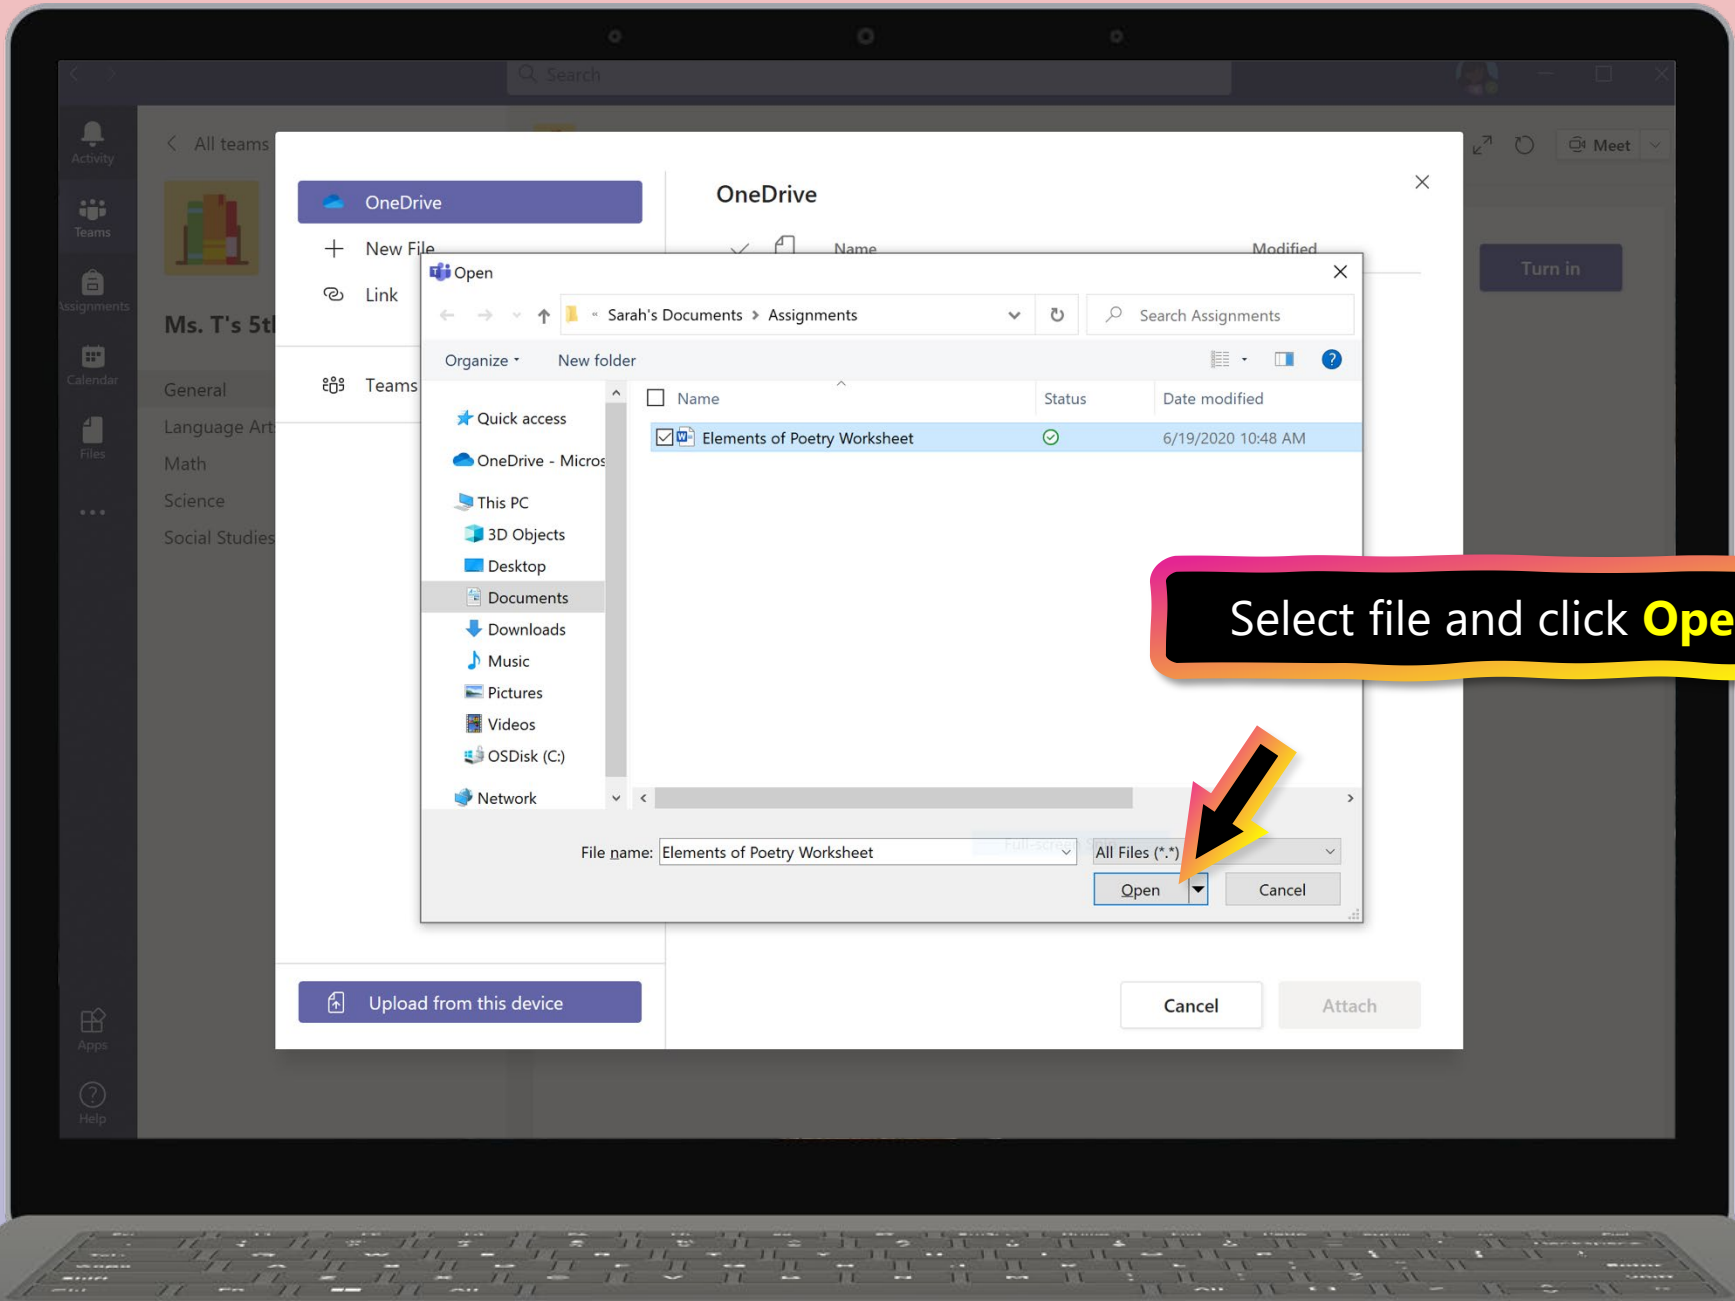 Search
Activity
Teams
Assignments
Calendar
Files
Apps
Help
All teams
Ms. T's 5t
General
Language Art
Math
Science
Social Studies
Meet
Turn in
OneDrive
New File
Link
Teams
Upload from this device
OneDrive
Name Modified
Cancel Attach
Open
« Sarah's Documents > Assignments
Search Assignments
Organize New folder
Quick access
OneDrive - Micros
This PC
3D Objects
Desktop
Documents
Downloads
Music
Pictures
Videos
OSDisk (C:)
Network
Name Status Date modified
Elements of Poetry Worksheet 6/19/2020 10:48 AM
File name: Elements of Poetry Worksheet
All Files (*.*)
Open Cancel
Select file and click Ope